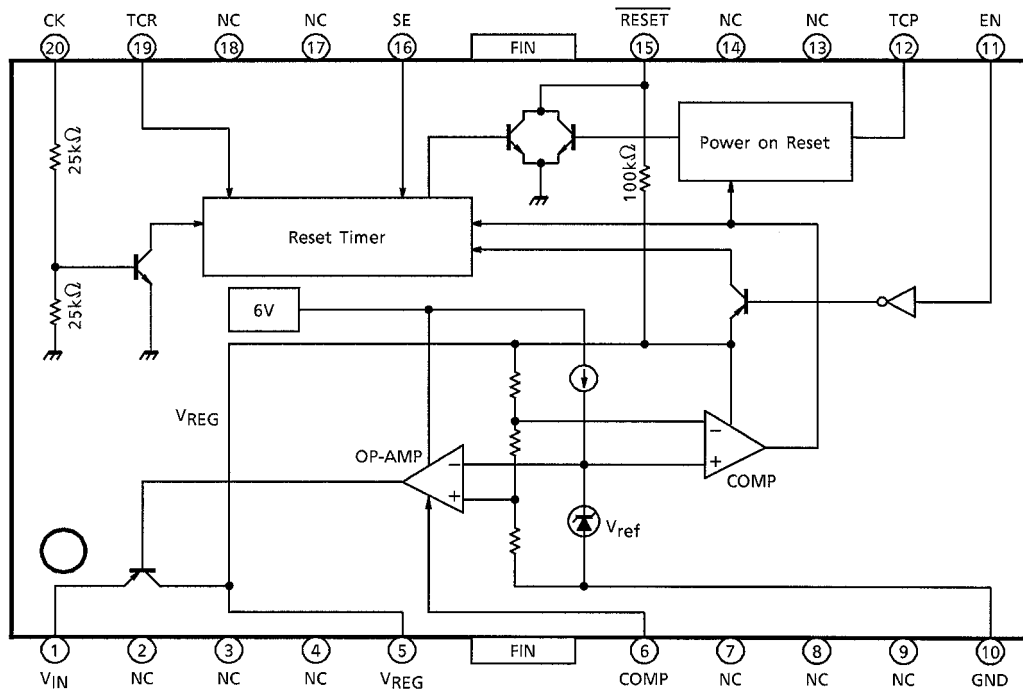 CK TCR NC NC SE RESET NC NC TCP EN
20 19 18 17 16 FIN 15 14 13 12 11
25kΩ
100kΩ
Power on Reset
Reset Timer
25kΩ
6V
VREG
OP-AMP
−
+
−
+
COMP
Vref
1 2 3 4 5 FIN 6 7 8 9 10
VIN NC NC NC VREG COMP NC NC NC GND